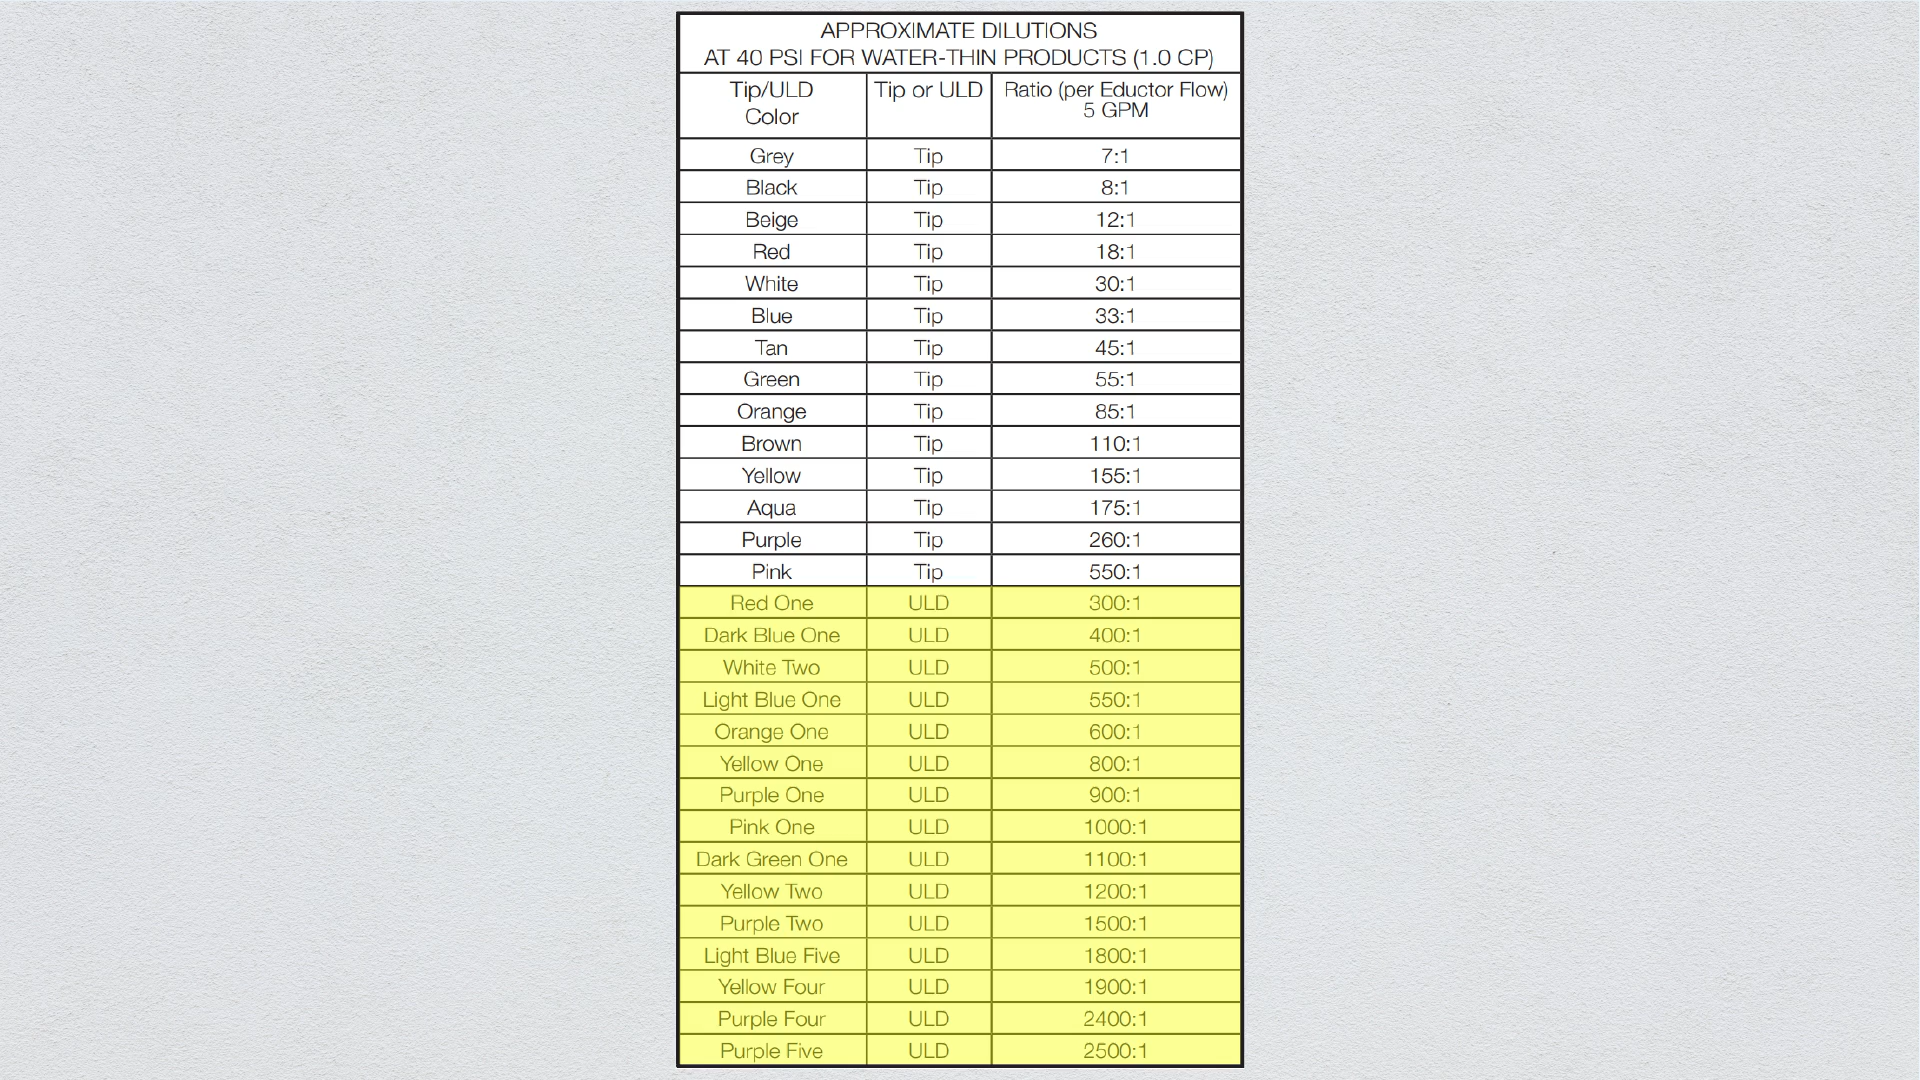 APPROXIMATE DILUTIONS
AT 40 PSI FOR WATER-THIN PRODUCTS (1.0 CP)
Tip/ULD Color Tip or ULD Ratio (per Eductor Flow) 5 GPM
Grey Tip 7:1
Black Tip 8:1
Beige Tip 12:1
Red Tip 18:1
White Tip 30:1
Blue Tip 33:1
Tan Tip 45:1
Green Tip 55:1
Orange Tip 85:1
Brown Tip 110:1
Yellow Tip 155:1
Aqua Tip 175:1
Purple Tip 260:1
Pink Tip 550:1
Red One ULD 300:1
Dark Blue One ULD 400:1
White Two ULD 500:1
Light Blue One ULD 550:1
Orange One ULD 600:1
Yellow One ULD 800:1
Purple One ULD 900:1
Pink One ULD 1000:1
Dark Green One ULD 1100:1
Yellow Two ULD 1200:1
Purple Two ULD 1500:1
Light Blue Five ULD 1800:1
Yellow Four ULD 1900:1
Purple Four ULD 2400:1
Purple Five ULD 2500:1